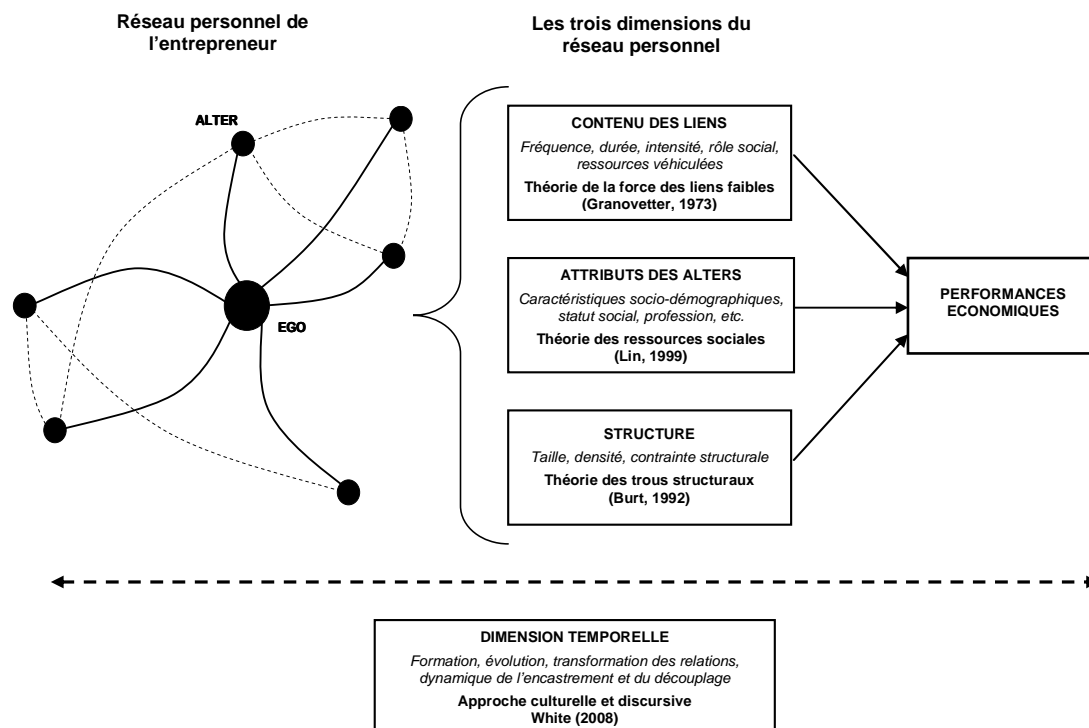 Réseau personnel de
l'entrepreneur
Les trois dimensions du
réseau personnel
ALTER
EGO
CONTENU DES LIENS
Fréquence, durée, intensité, rôle social,
ressources véhiculées
Théorie de la force des liens faibles
(Granovetter, 1973)
ATTRIBUTS DES ALTERS
Caractéristiques socio-démographiques,
statut social, profession, etc.
Théorie des ressources sociales
(Lin, 1999)
STRUCTURE
Taille, densité, contrainte structurale
Théorie des trous structuraux
(Burt, 1992)
PERFORMANCES
ECONOMIQUES
DIMENSION TEMPORELLE
Formation, évolution, transformation des relations,
dynamique de l'encastrement et du découplage
Approche culturelle et discursive
White (2008)